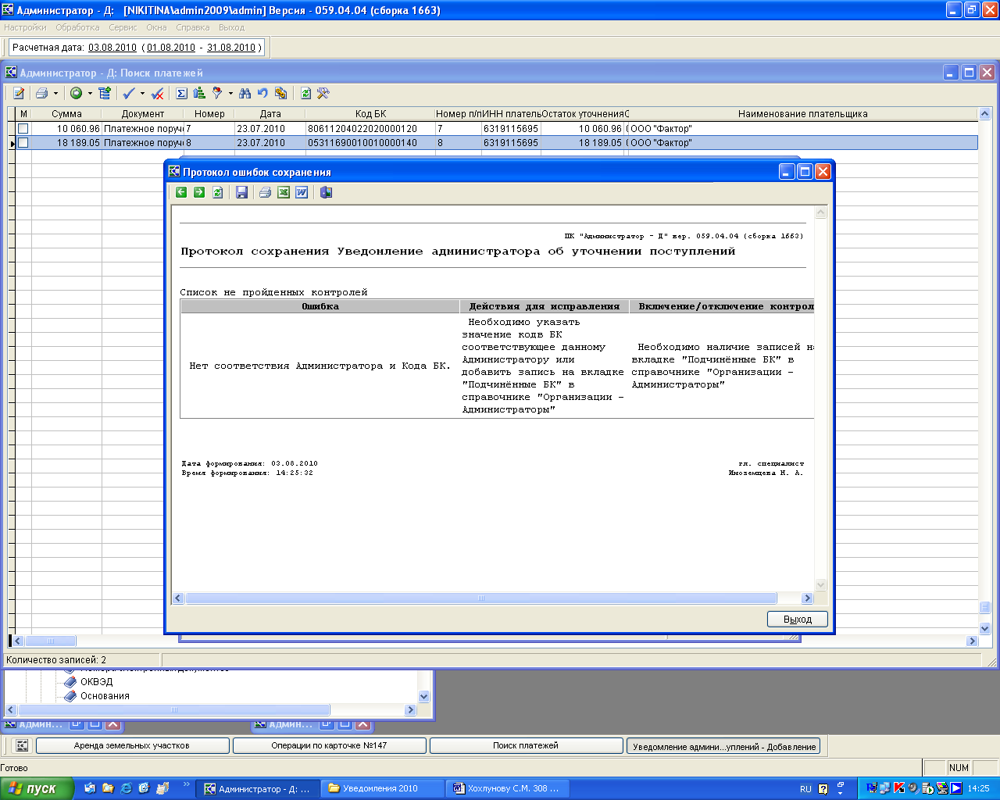 Администратор - Д:   [NIKITINA\admin2009\admin] Версия - 059.04.04 (сборка 1663)
Настройки Обработка Сервис Окна Справка Выход
Расчетная дата: 03.08.2010 ( 01.08.2010 - 31.08.2010 )
Администратор - Д: Поиск платежей
М Сумма Документ Номер Дата Код БК Номер п/п ИНН плательц Остаток уточнения С Наименование плательщика
10 060.96 Платежное поруч 7 23.07.2010 80611204022020000120 7 6319115695 10 060.96 ( ООО "Фактор"
18 189.05 Платежное поруч 8 23.07.2010 05311690010010000140 8 6319115695 18 189.05 ( ООО "Фактор"
Протокол ошибок сохранения
ПК "Администратор - Д" вер. 059.04.04 (сборка 1663)
Протокол сохранения Уведомление администратора об уточнении поступлений
Список не пройденных контролей
Ошибка Действия для исправления Включение/отключение контрол
Нет соответствия Администратора и Кода БК.
Необходимо указать
значение кодв БК
соответствующее данному
Администратору или
добавить запись на вкладке
"Подчинённые БК" в
справочнике "Организации -
Администраторы"
Необходимо наличие записей на
вкладке "Подчинённые БК" в
справочнике "Организации -
Администраторы"
Дата формирования: 03.08.2010 гл. специалист
Время формирования: 14:25:32 Иноземцева Н. А.
Выход
Количество записей: 2
ОКВЭД
Основания
Админ... Админ...
Аренда земельных участков Операции по карточке №147 Поиск платежей Уведомление админи...уплений - Добавление
Готово NUM
пуск Администратор - Д: ... Уведомления 2010 Хохлунову С.М. 308 ... RU 14:25